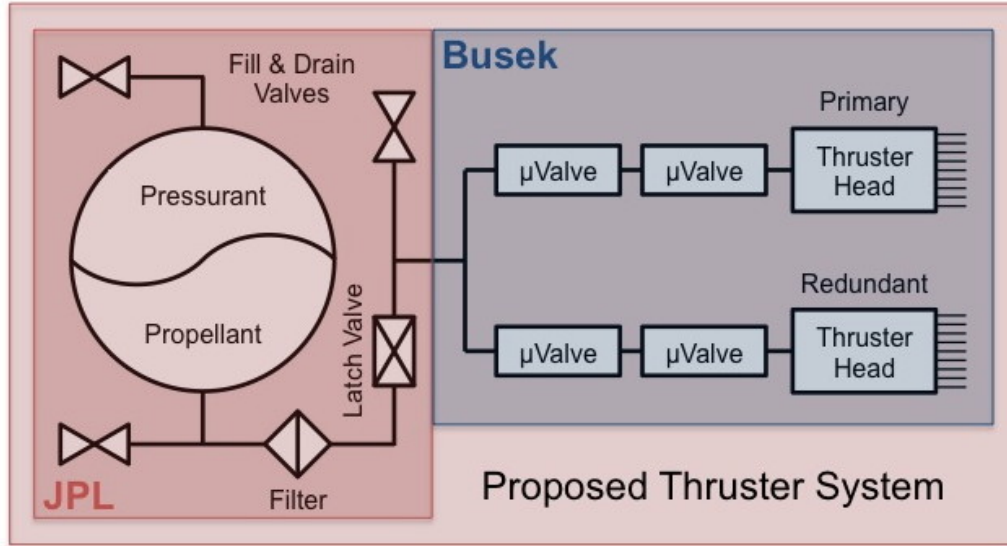 Busek
Fill & Drain
Valves
Primary
Pressurant
Propellant
µValve
µValve
Thruster
Head
Redundant
µValve
µValve
Thruster
Head
Latch Valve
Filter
JPL
Proposed Thruster System